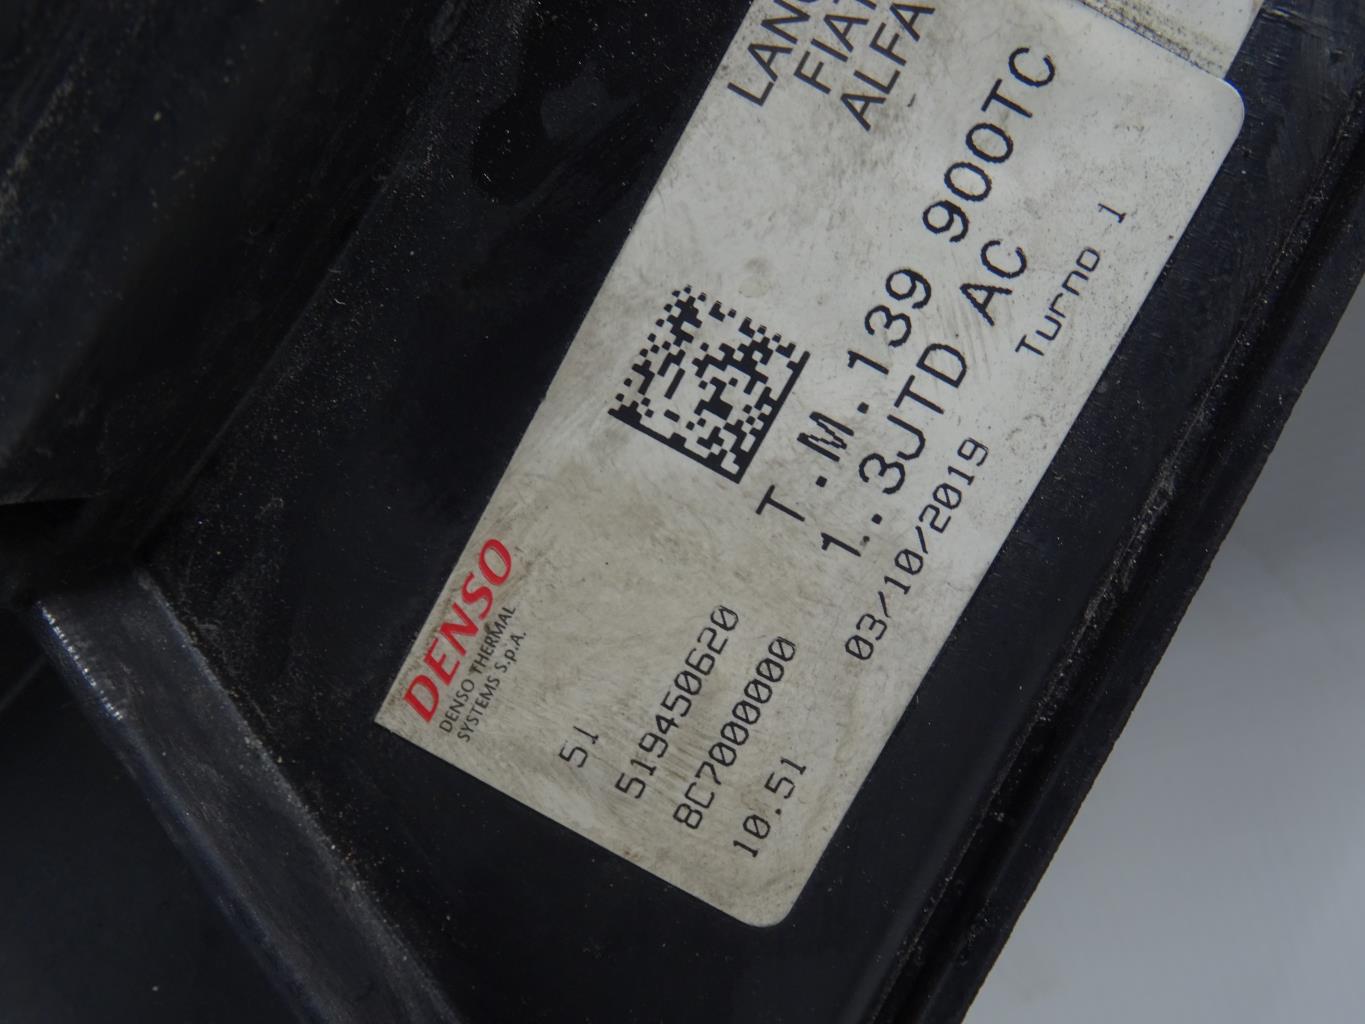 FIAT
ALFA
T.M.139 900TC
1.3JTD AC
03/10/2019 Turno 1
DENSO
DENSO THERMAL
SYSTEMS S.p.A.
51
519450620
8C7000000
10.51